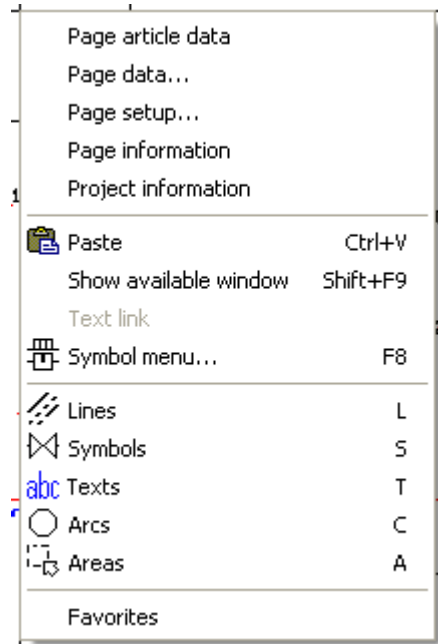 Page article data
Page data...
Page setup...
Page information
Project information
Paste Ctrl+V
Show available window Shift+F9
Text link
Symbol menu... F8
Lines L
Symbols S
abc Texts T
Arcs C
Areas A
Favorites